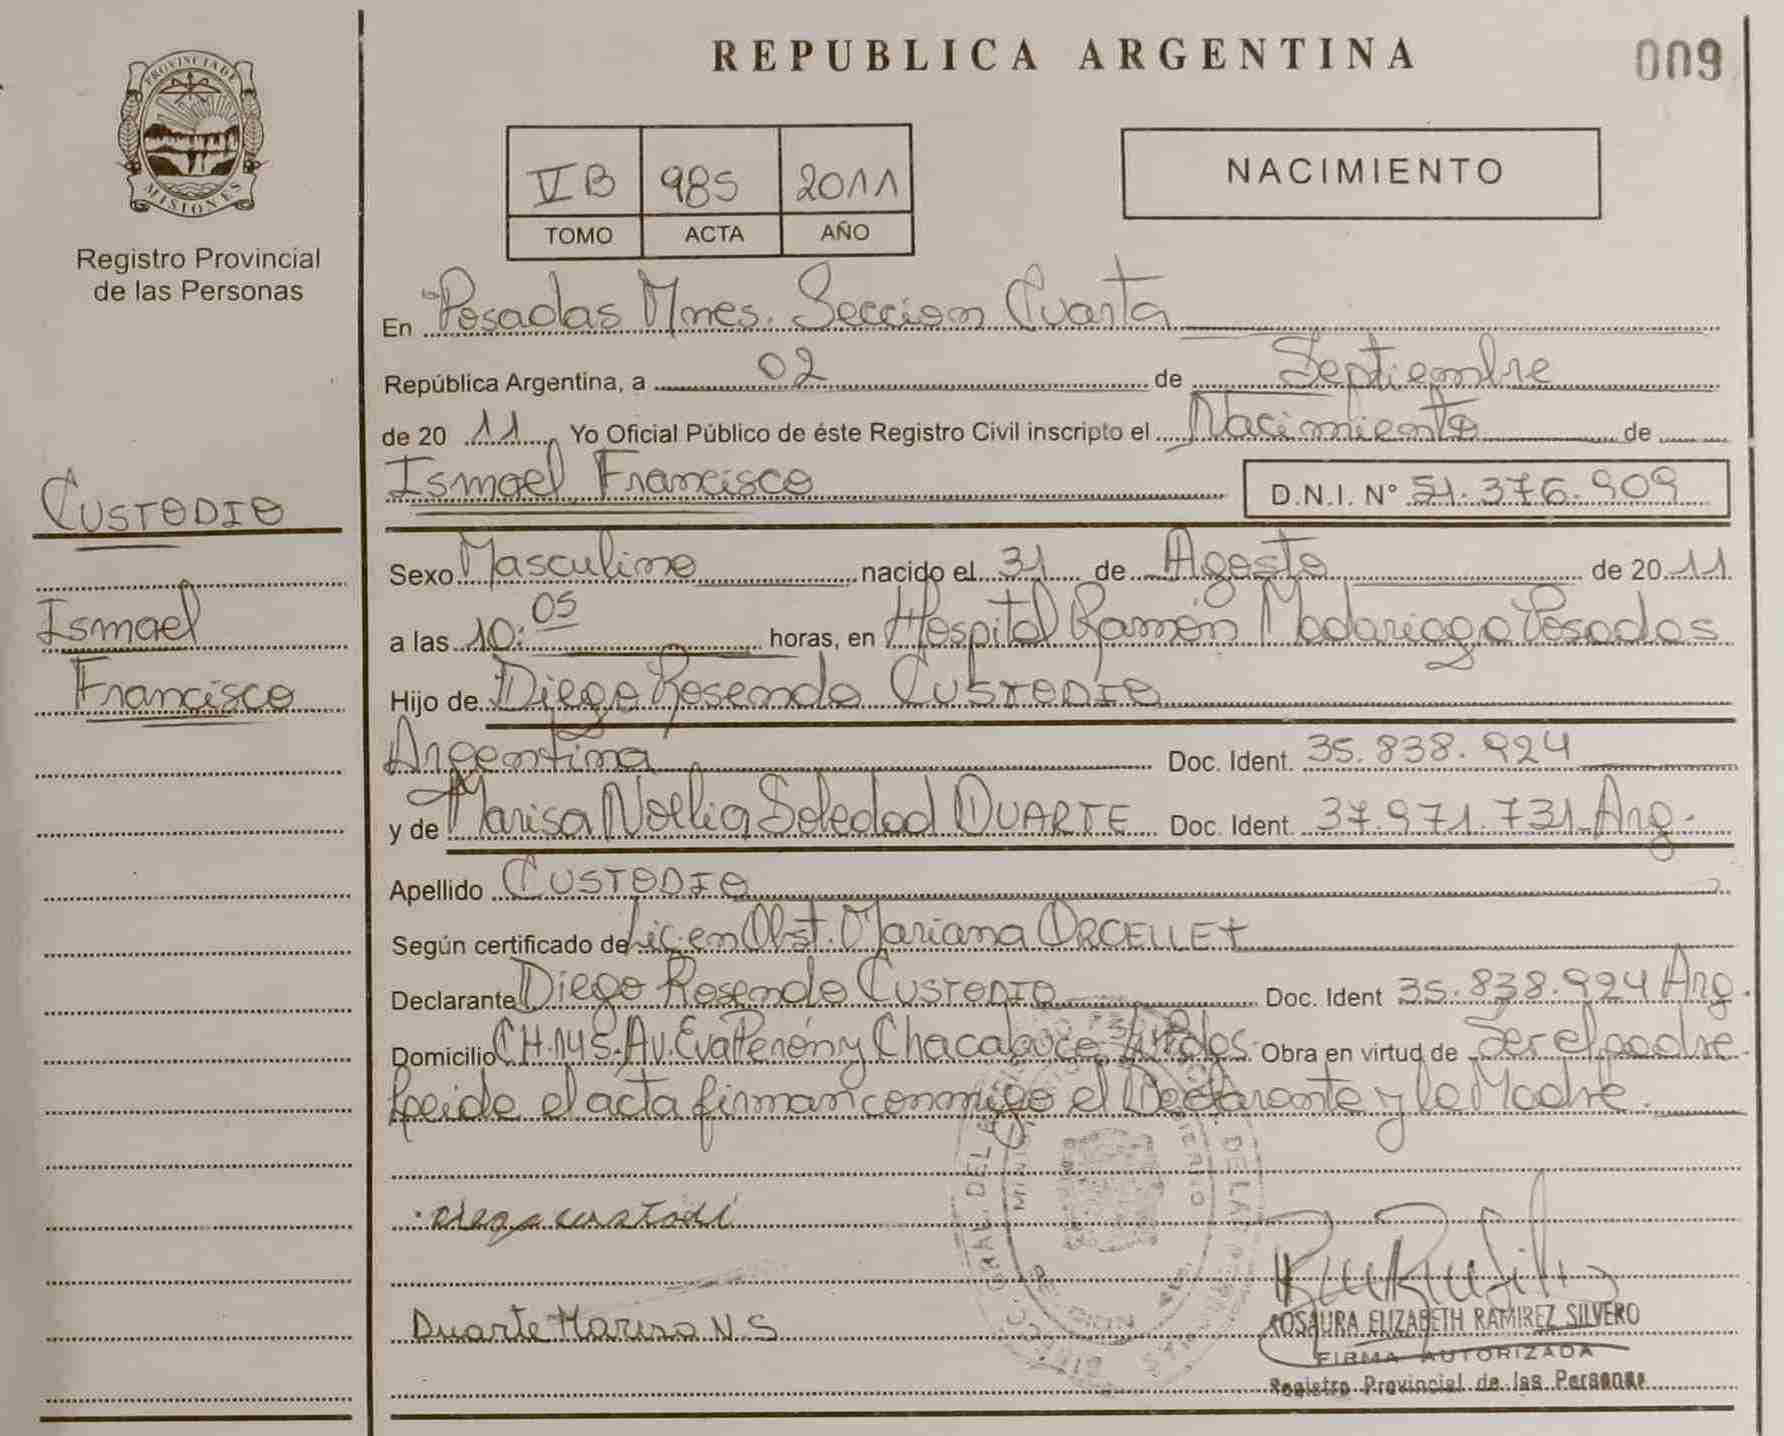 REPUBLICA ARGENTINA
009
PROVINCIA DE MISIONES
Registro Provincial
de las Personas
VB 985 2011
TOMO ACTA AÑO
NACIMIENTO
En Posadas Mnes. Seccion Cuarta
República Argentina, a 02 de Septiembre
de 20 11 Yo Oficial Público de éste Registro Civil inscripto el Nacimiento de
Ismael Francisco D.N.I. N° 51.376.909
CUSTODIO
Ismael
Francisco
Sexo Masculino nacido el 31 de Agosto de 20 11
a las 10:05 horas, en Hospital Ramón Madariaga Posadas
Hijo de Diego Rosendo CUSTODIO
Argentina Doc. Ident. 35.838.924
y de Marisa Noelia Soledad DUARTE Doc. Ident. 37.971.731 Arg.
Apellido CUSTODIO
Según certificado de Lic. en Obst. Mariana ORCELLET
Declarante Diego Rosendo CUSTODIO Doc. Ident 35.838.924 Arg.
Domicilio CH.145. Av. Eva Perón y Chacabuco Obra en virtud de Ser el padre
Leida el acta firman conmigo el Declarante y la Madre.
diego custodi
Duarte Marisa N S
ROSAURA ELIZABETH RAMIREZ SILVERO
FIRMA AUTORIZADA
Registro Provincial de las Personas